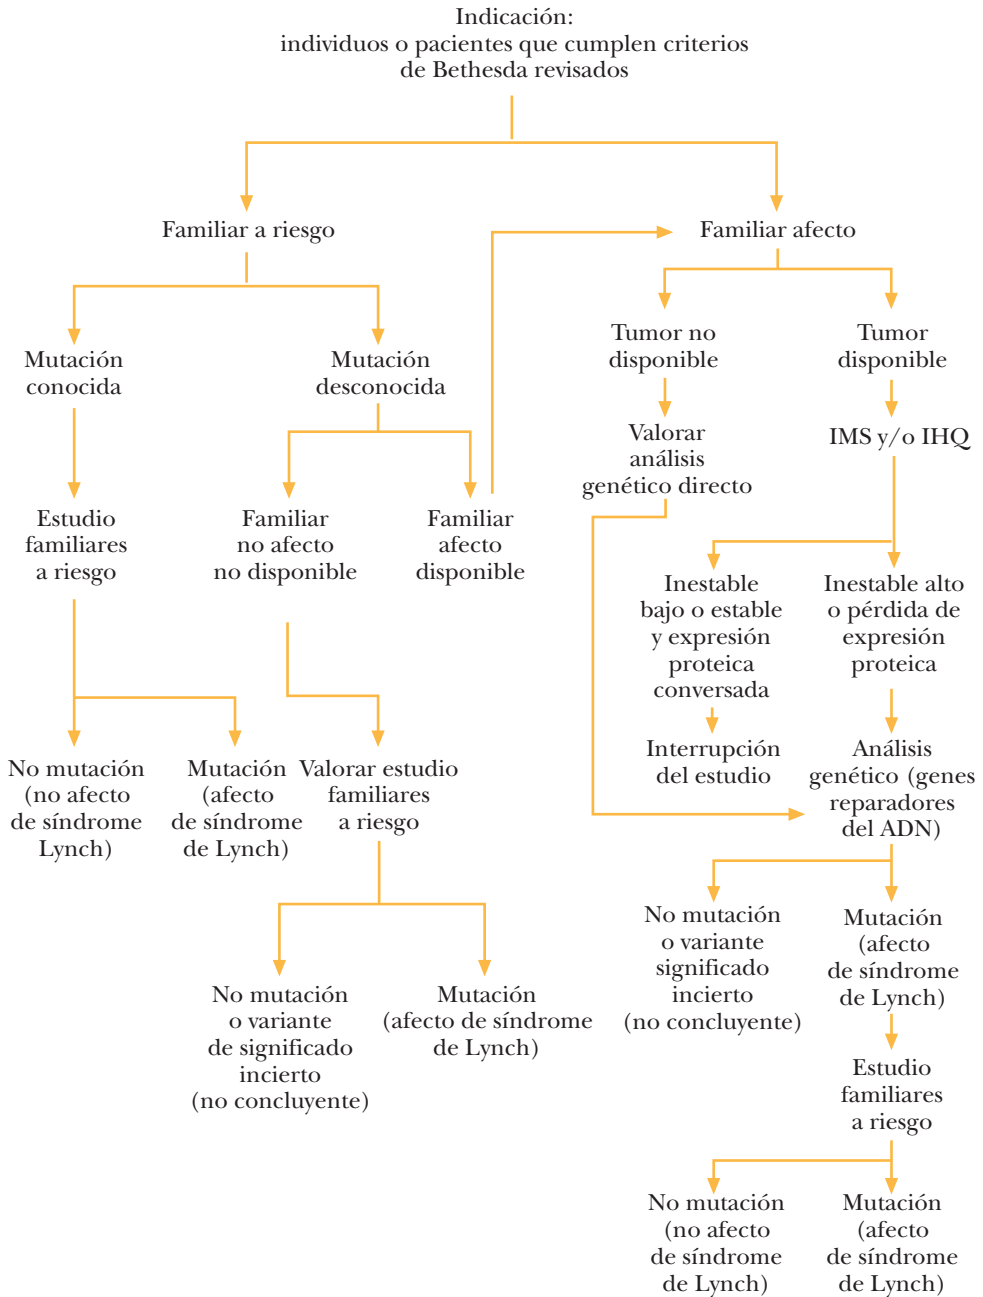 Indicación:
individuos o pacientes que cumplen criterios
de Bethesda revisados
Familiar a riesgo
Familiar afecto
Mutación
conocida
Mutación
desconocida
Tumor no
disponible
Tumor
disponible
Valorar
análisis
genético directo
IMS y/o IHQ
Estudio
familiares
a riesgo
Familiar
no afecto
no disponible
Familiar
afecto
disponible
Inestable
bajo o estable
y expresión
proteica
conversada
Inestable alto
o pérdida de
expresión
proteica
No mutación
(no afecto
de síndrome
Lynch)
Mutación
(afecto
de síndrome
de Lynch)
Valorar estudio
familiares
a riesgo
Interrupción
del estudio
Análisis
genético (genes
reparadores
del ADN)
No mutación
o variante
de significado
incierto
(no concluyente)
Mutación
(afecto de síndrome
de Lynch)
No mutación
o variante
significado
incierto
(no concluyente)
Mutación
(afecto
de síndrome
de Lynch)
Estudio
familiares
a riesgo
No mutación
(no afecto
de síndrome
de Lynch)
Mutación
(afecto
de síndrome
de Lynch)